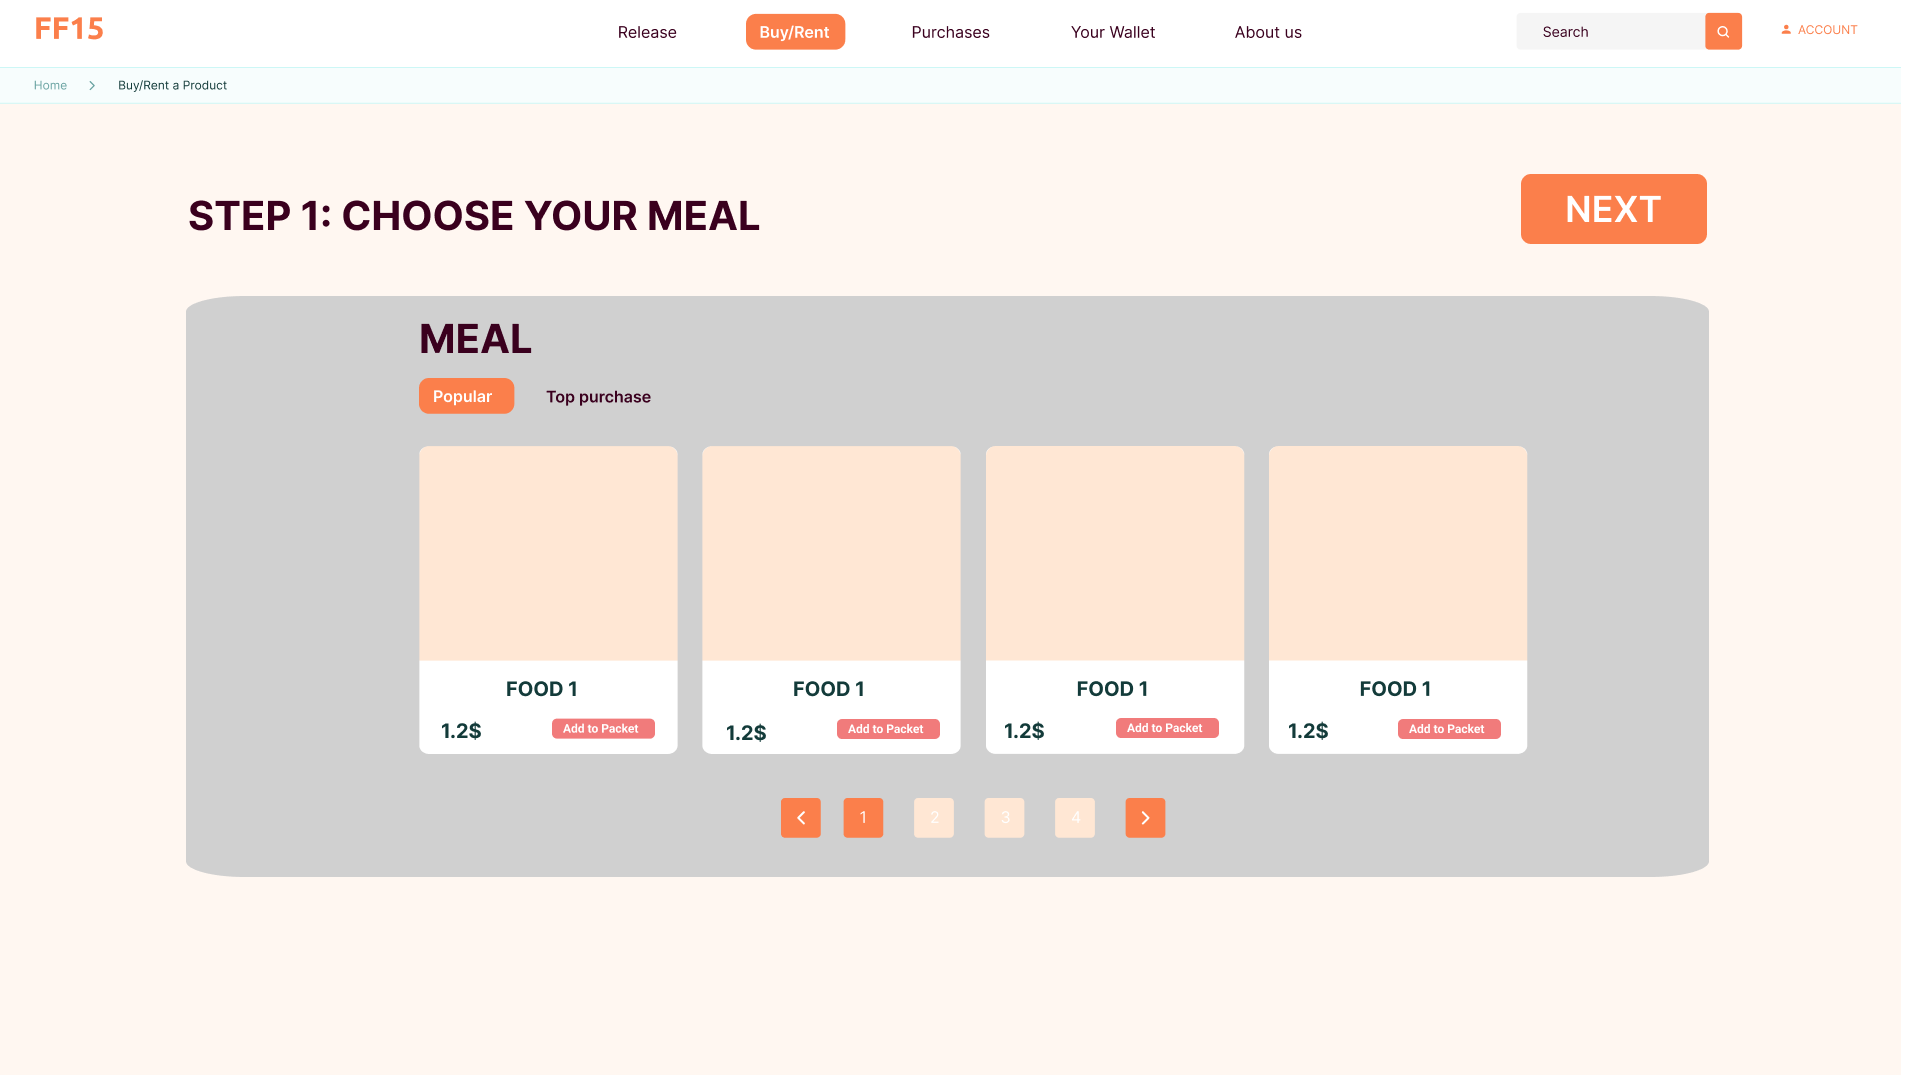 FF15
Release
Buy/Rent
Purchases
Your Wallet
About us
Search
ACCOUNT
Home
Buy/Rent a Product
STEP 1: CHOOSE YOUR MEAL
NEXT
MEAL
Popular
Top purchase
FOOD 1
1.2$
Add to Packet
FOOD 1
1.2$
Add to Packet
FOOD 1
1.2$
Add to Packet
FOOD 1
1.2$
Add to Packet
1
2
3
4